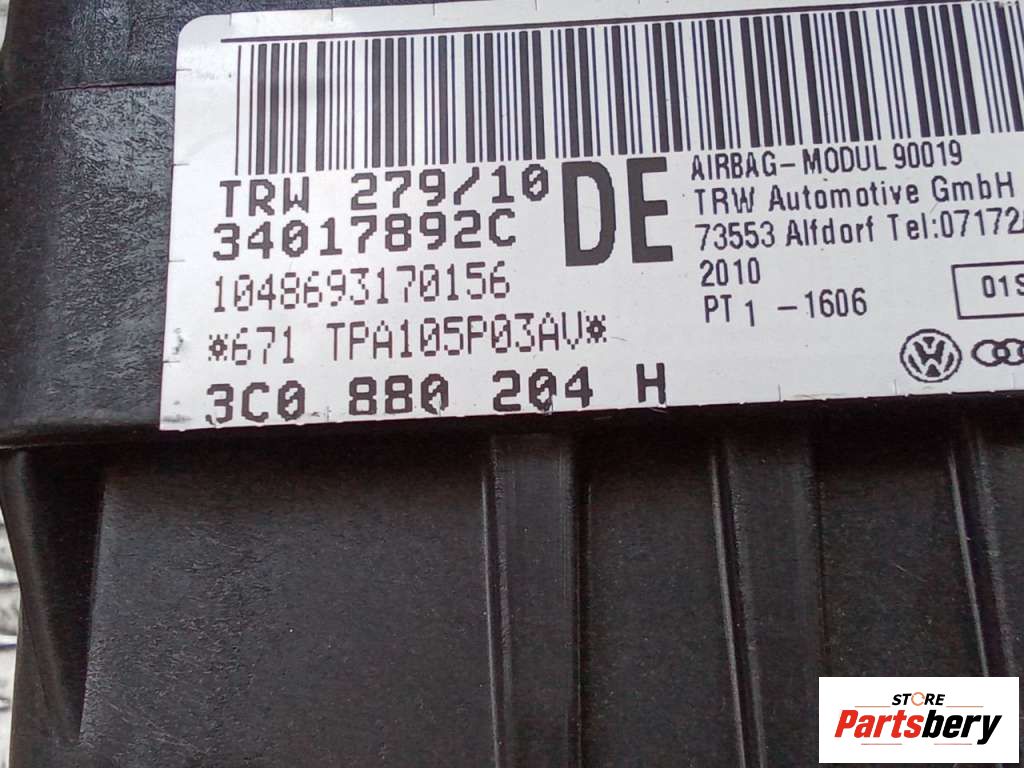 TRW 279/10
34017892C
1048693170156
*671 TPA105P03AV*
3C0 880 204 H
DE
AIRBAG-MODUL 90019
TRW Automotive GmbH
73553 Alfdorf Tel:07172
2010
PT 1 -1606
01S
STORE
Partsbery